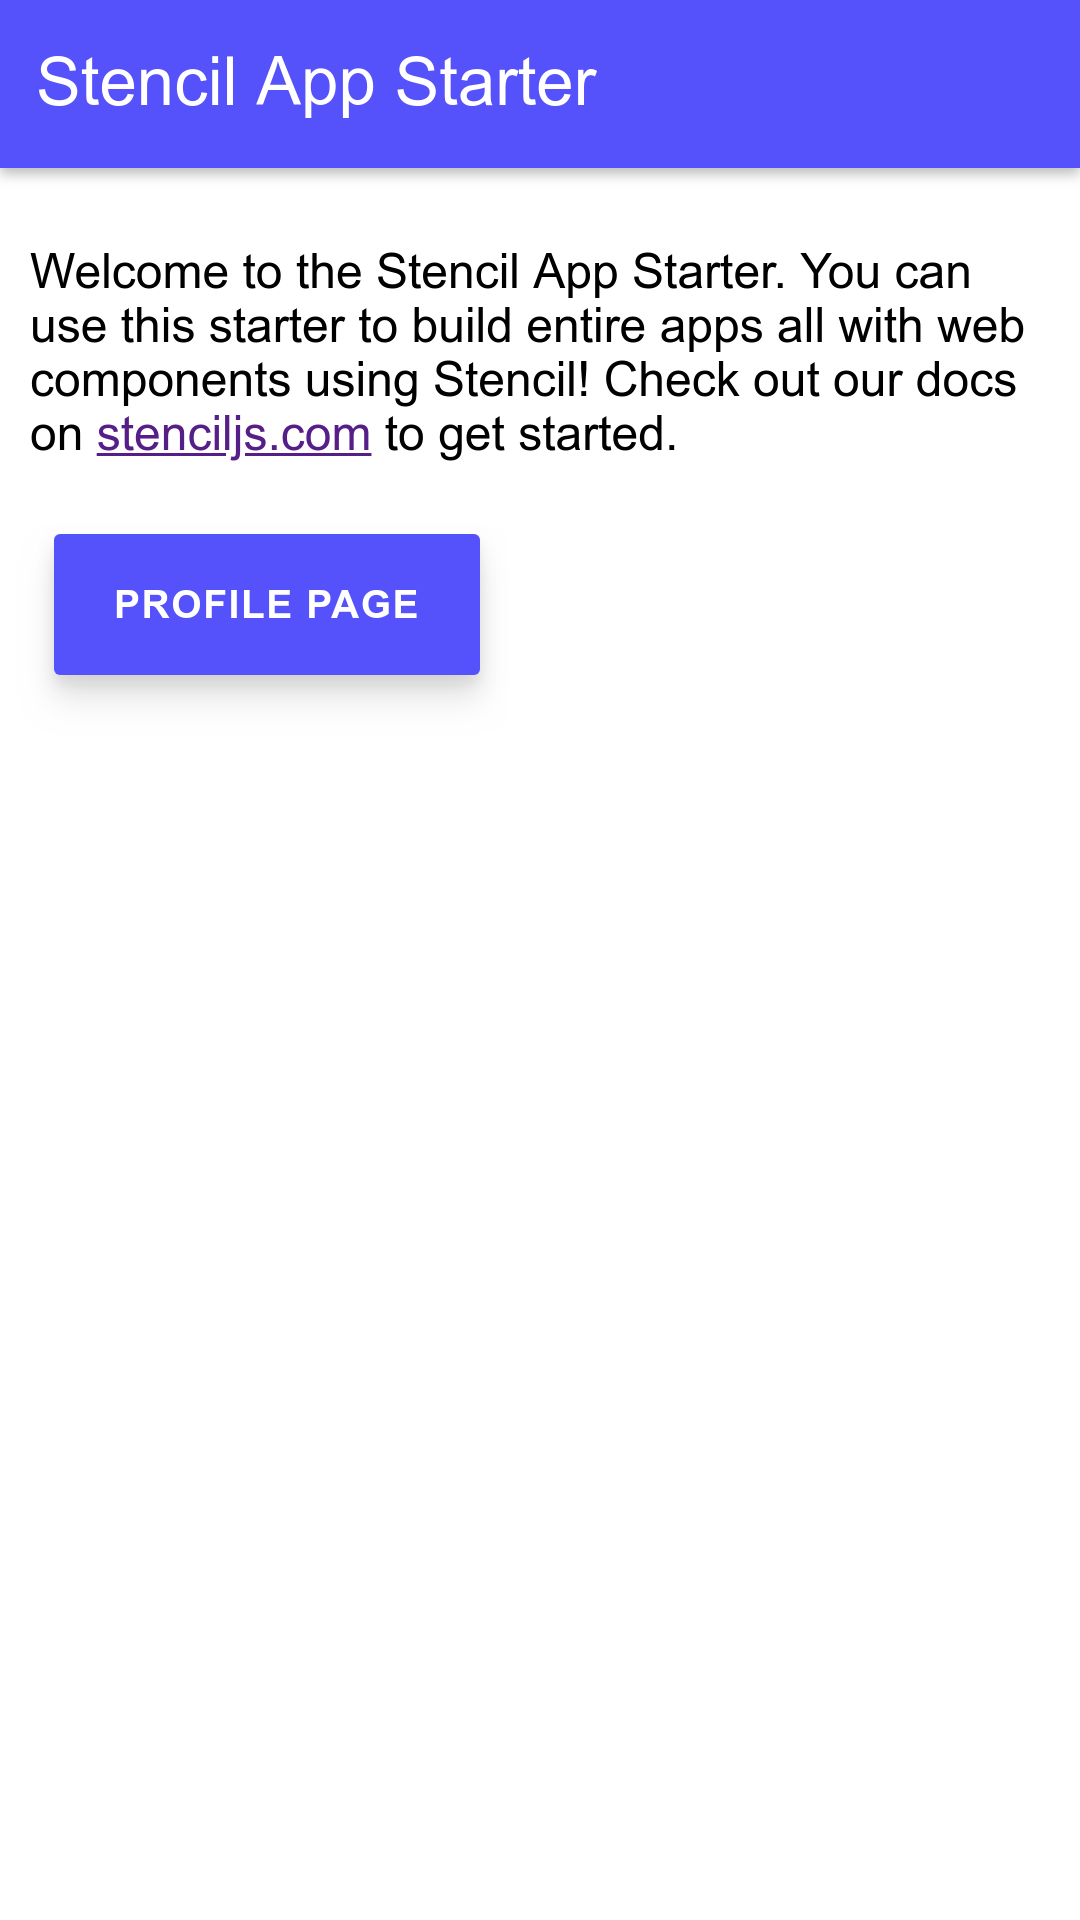 Stencil App Starter
Welcome to the Stencil App Starter. You can
use this starter to build entire apps all with web
components using Stencil! Check out our docs
on stenciljs.com to get started.
PROFILE PAGE